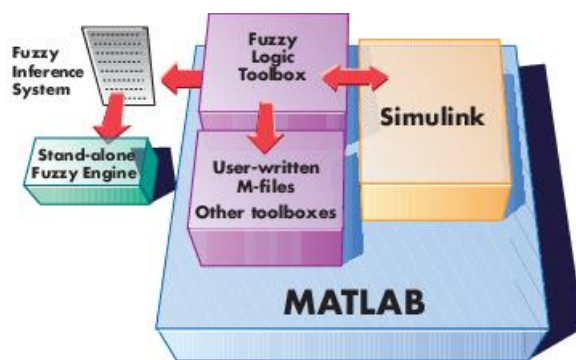 Fuzzy
Inference
System
Fuzzy
Logic
Toolbox
Simulink
Stand-alone
Fuzzy Engine
User-written
M-files
Other toolboxes
MATLAB